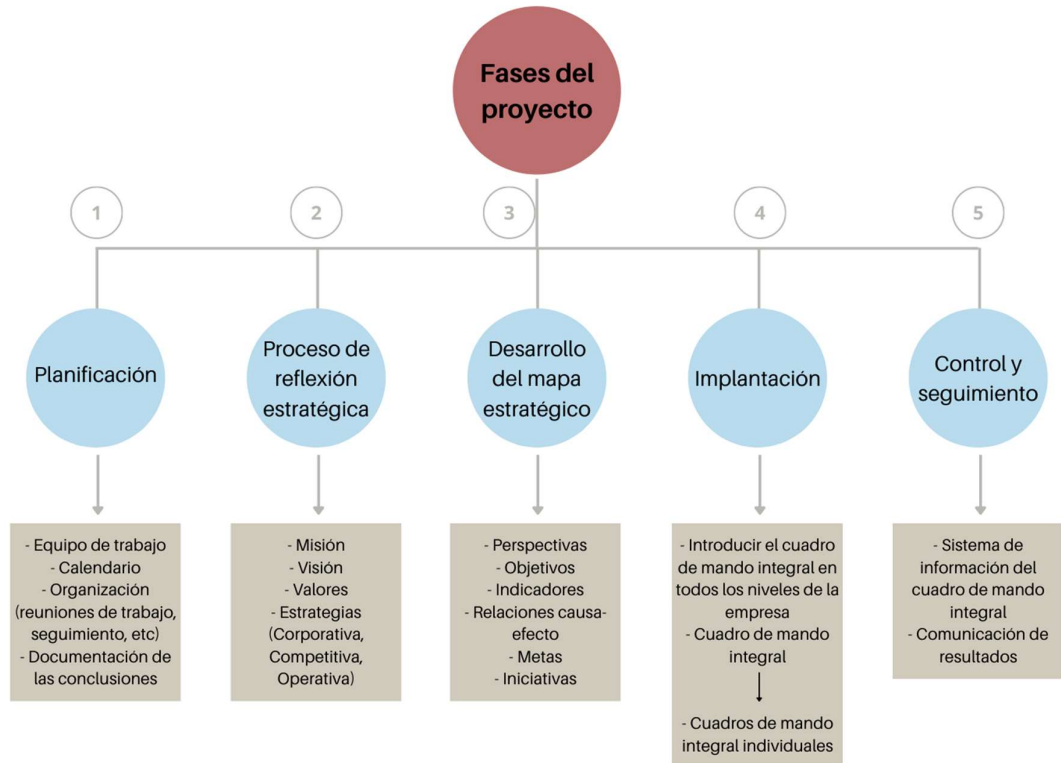 Fases del
proyecto
1
2
3
4
5
Planificación
Proceso de
reflexión
estratégica
Desarrollo
del mapa
estratégico
Implantación
Control y
seguimiento
- Equipo de trabajo
- Calendario
- Organización
(reuniones de trabajo,
seguimiento, etc)
- Documentación de
las conclusiones
- Misión
- Visión
- Valores
- Estrategias
(Corporativa,
Competitiva,
Operativa)
- Perspectivas
- Objetivos
- Indicadores
- Relaciones causa-
efecto
- Metas
- Iniciativas
- Introducir el cuadro
de mando integral en
todos los niveles de la
empresa
- Cuadro de mando
integral
- Cuadros de mando
integral individuales
- Sistema de
información del
cuadro de mando
integral
- Comunicación de
resultados